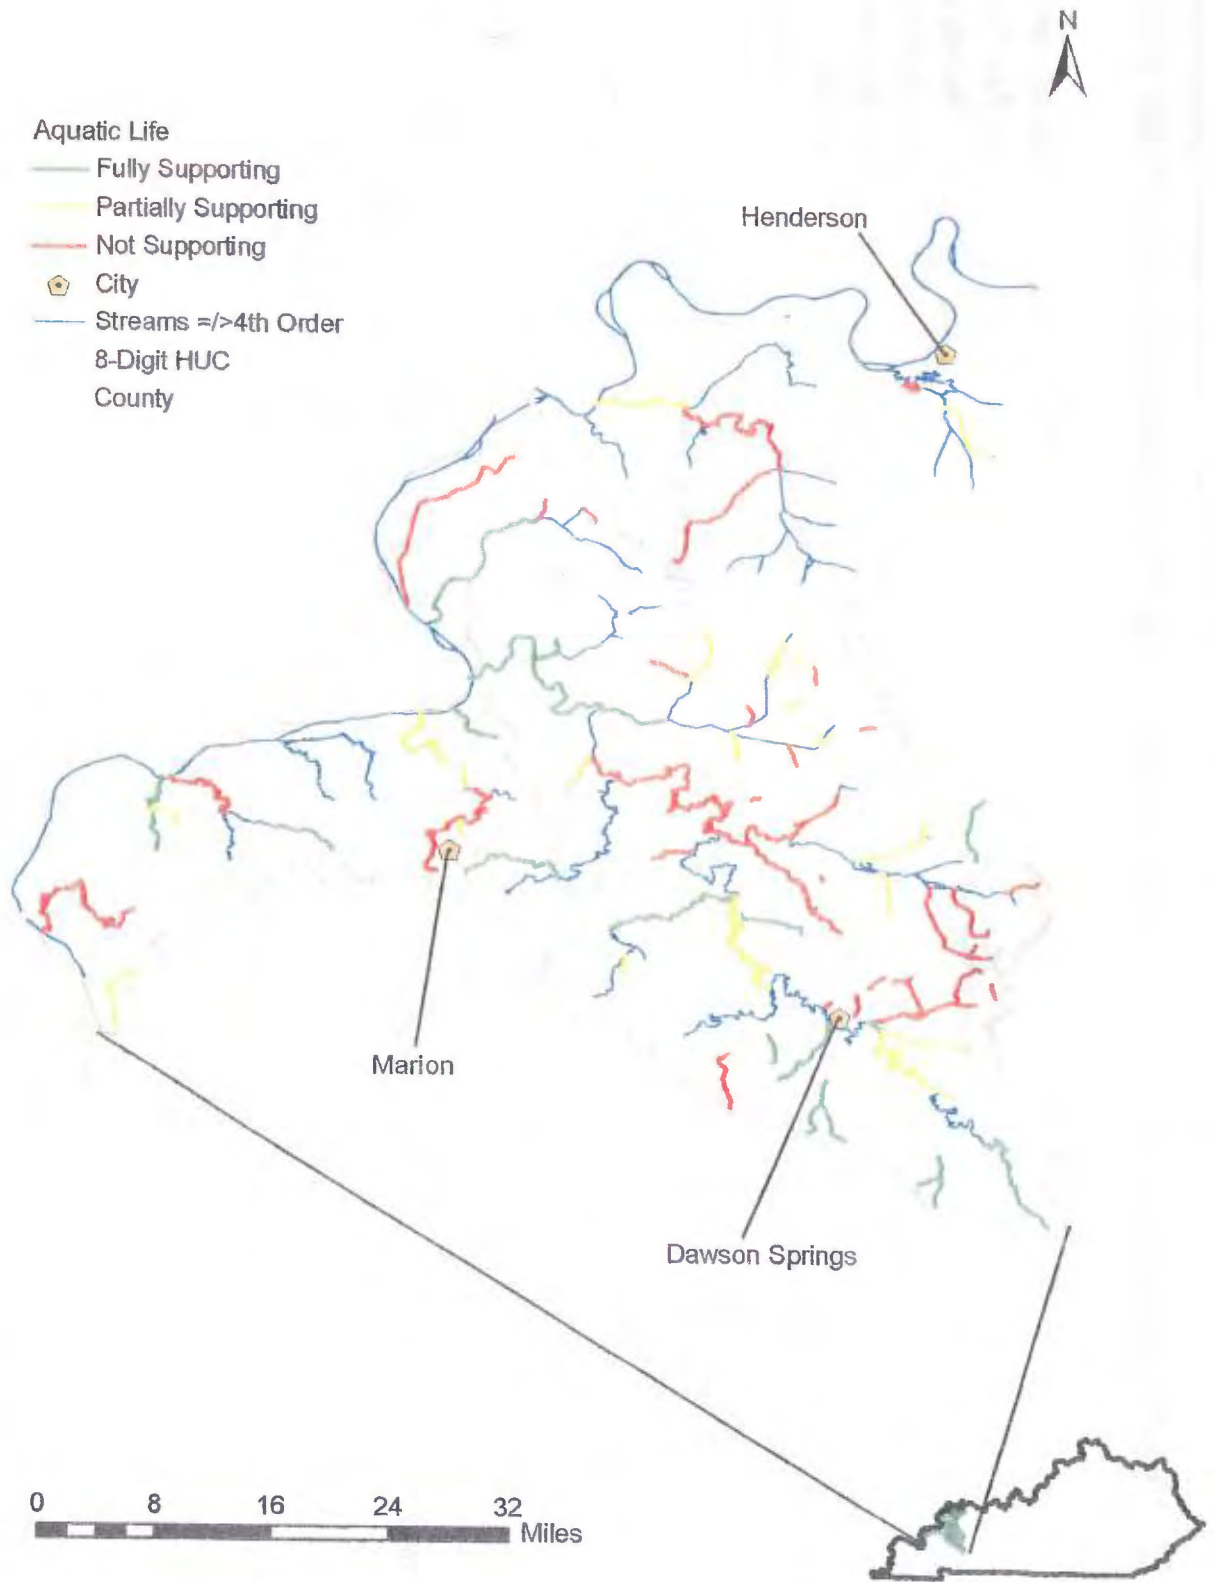 N
Aquatic Life
Fully Supporting
Partially Supporting
Not Supporting
City
Streams =/>4th Order
8-Digit HUC
County
Henderson
Marion
Dawson Springs
0 8 16 24 32
Miles